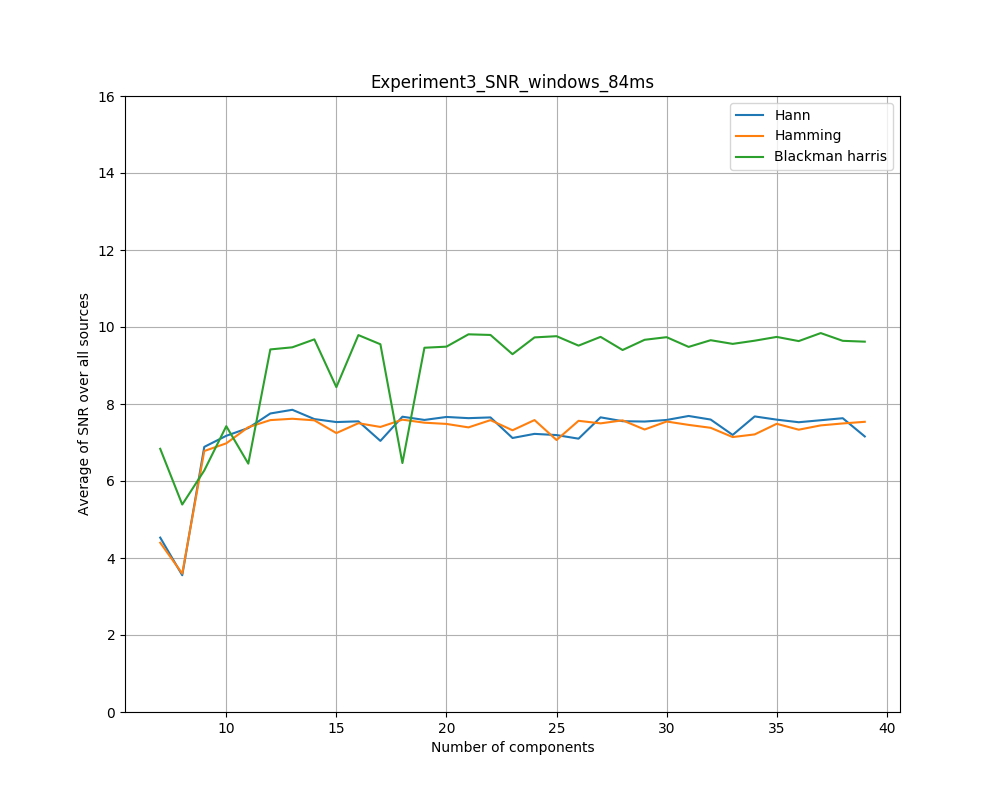 Experiment3_SNR_windows_84ms
Hann
Hamming
Blackman harris
Average of SNR over all sources
16
14
12
10
8
6
4
2
0
10 15 20 25 30 35 40
Number of components